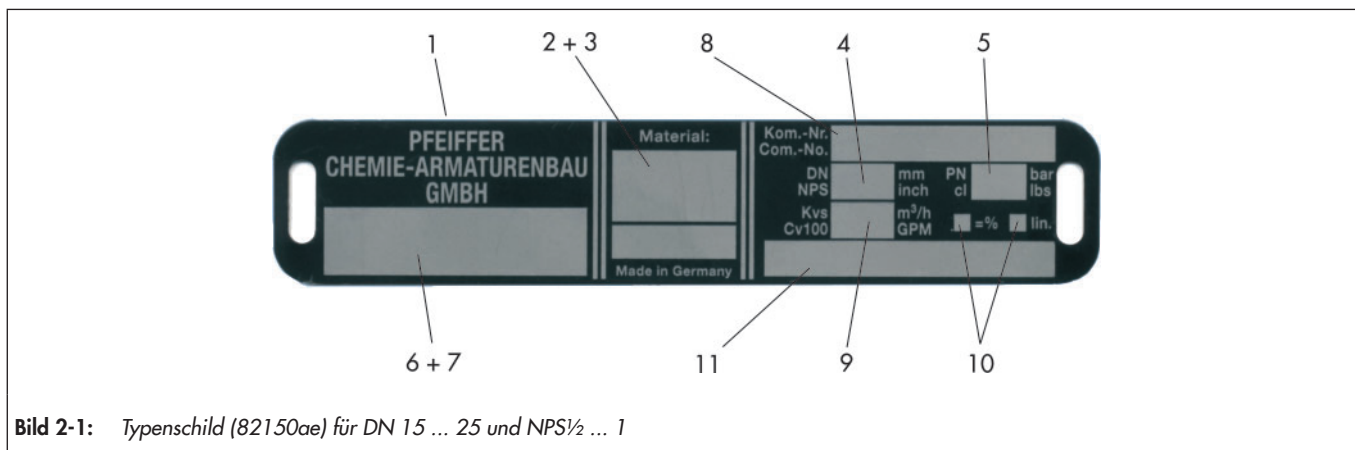 1 2 + 3 8 4 5
PFEIFFER
CHEMIE-ARMATURENBAU
GMBH
Material:
Made in Germany
Kom.-Nr.
Com.-No.
DN mm PN bar
NPS inch cl lbs
Kvs m³/h
Cv100 GPM =% lin.
6 + 7 11 9 10
Bild 2-1: Typenschild (82150ae) für DN 15 ... 25 und NPS½ ... 1